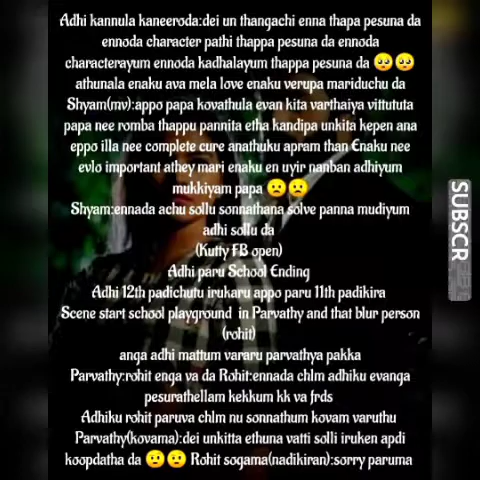 Adhi kannula kaneeroda:dei un thangachi enna thapa pesuna da
ennoda character pathi thappa pesuna da ennoda
characterayum ennoda kadhalayum thappa pesuna da 🥺🥺
athunala enaku ava mela love enaku verupa mariduchu da
Shyam(mv):appo papa kovathula evan kita varthaiya vittututa
papa nee romba thappu pannita etha kandipa unkita kepen ana
eppo illa nee complete cure anathuku apram than Enaku nee
evlo important athey mari enaku en uyir nanban adhiyum
mukkiyam papa 😟😟
Shyam:ennada achu sollu sonnathana solve panna mudiyum
adhi sollu da
(Kutty FB open)
Adhi paru School Ending
Adhi 12th padichutu irukaru appo paru 11th padikira
Scene start school playground in Parvathy and that blur person
(rohit)
anga adhi mattum vararu parvathya pakka
Parvathy:rohit enga va da Rohit:ennada chlm adhiku evanga
pesurathellam kekkum kk va frds
Adhiku rohit paruva chlm nu sonnathum kovam varuthu
Parvathy(kovama):dei unkitta ethuna vatti solli iruken apdi
koopdatha da 😟😟 Rohit sogama(nadikiran):sorry paruma
SUBSCR